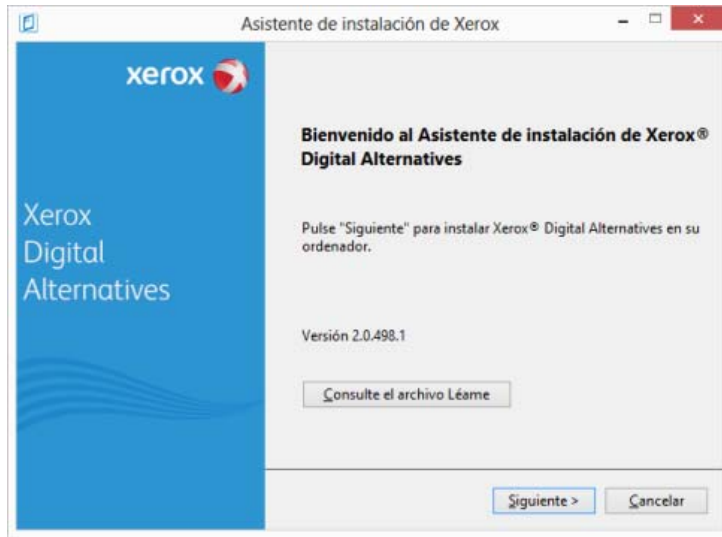 Asistente de instalación de Xerox
xerox
Xerox
Digital
Alternatives
Bienvenido al Asistente de instalación de Xerox®
Digital Alternatives
Pulse "Siguiente" para instalar Xerox® Digital Alternatives en su
ordenador.
Versión 2.0.498.1
Consulte el archivo Léame
Siguiente >
Cancelar